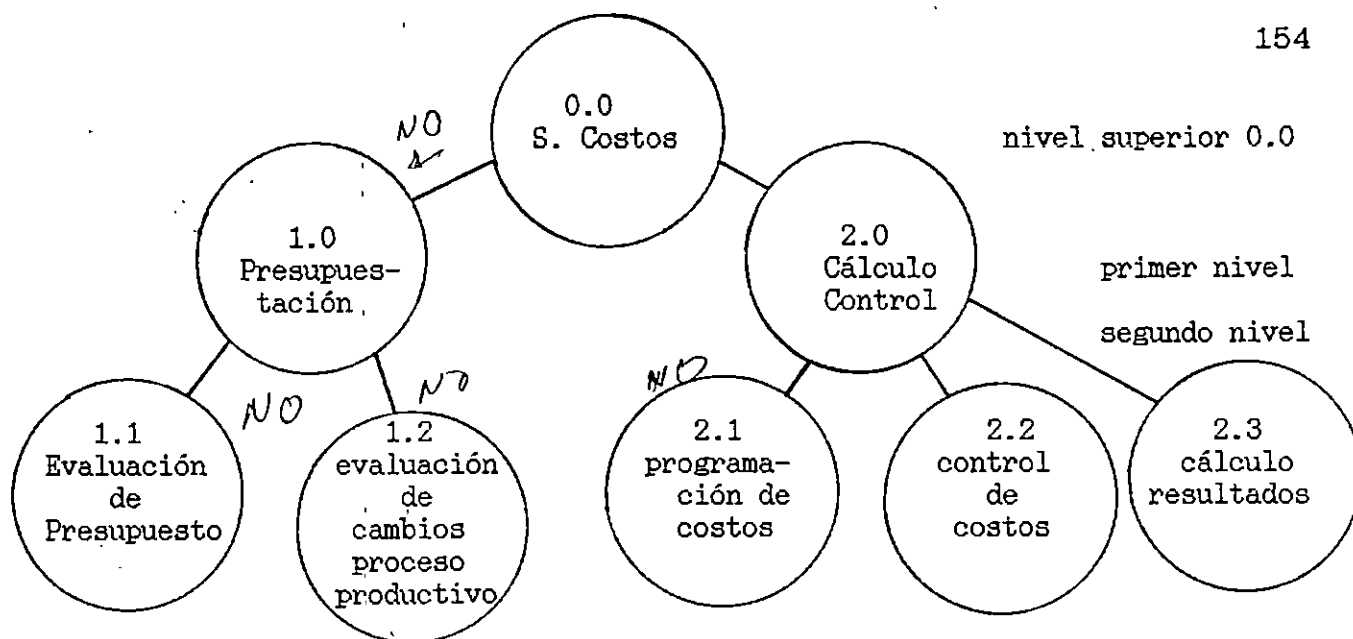 154
0.0
S. Costos
nivel superior 0.0
NO
1.0
Presupues-
tación
2.0
Cálculo
Control
primer nivel
segundo nivel
NO
NO
NO
1.1
Evaluación
de
Presupuesto
1.2
evaluación
de
cambios
proceso
productivo
2.1
programa-
ción de
costos
2.2
control
de
costos
2.3
cálculo
resultados